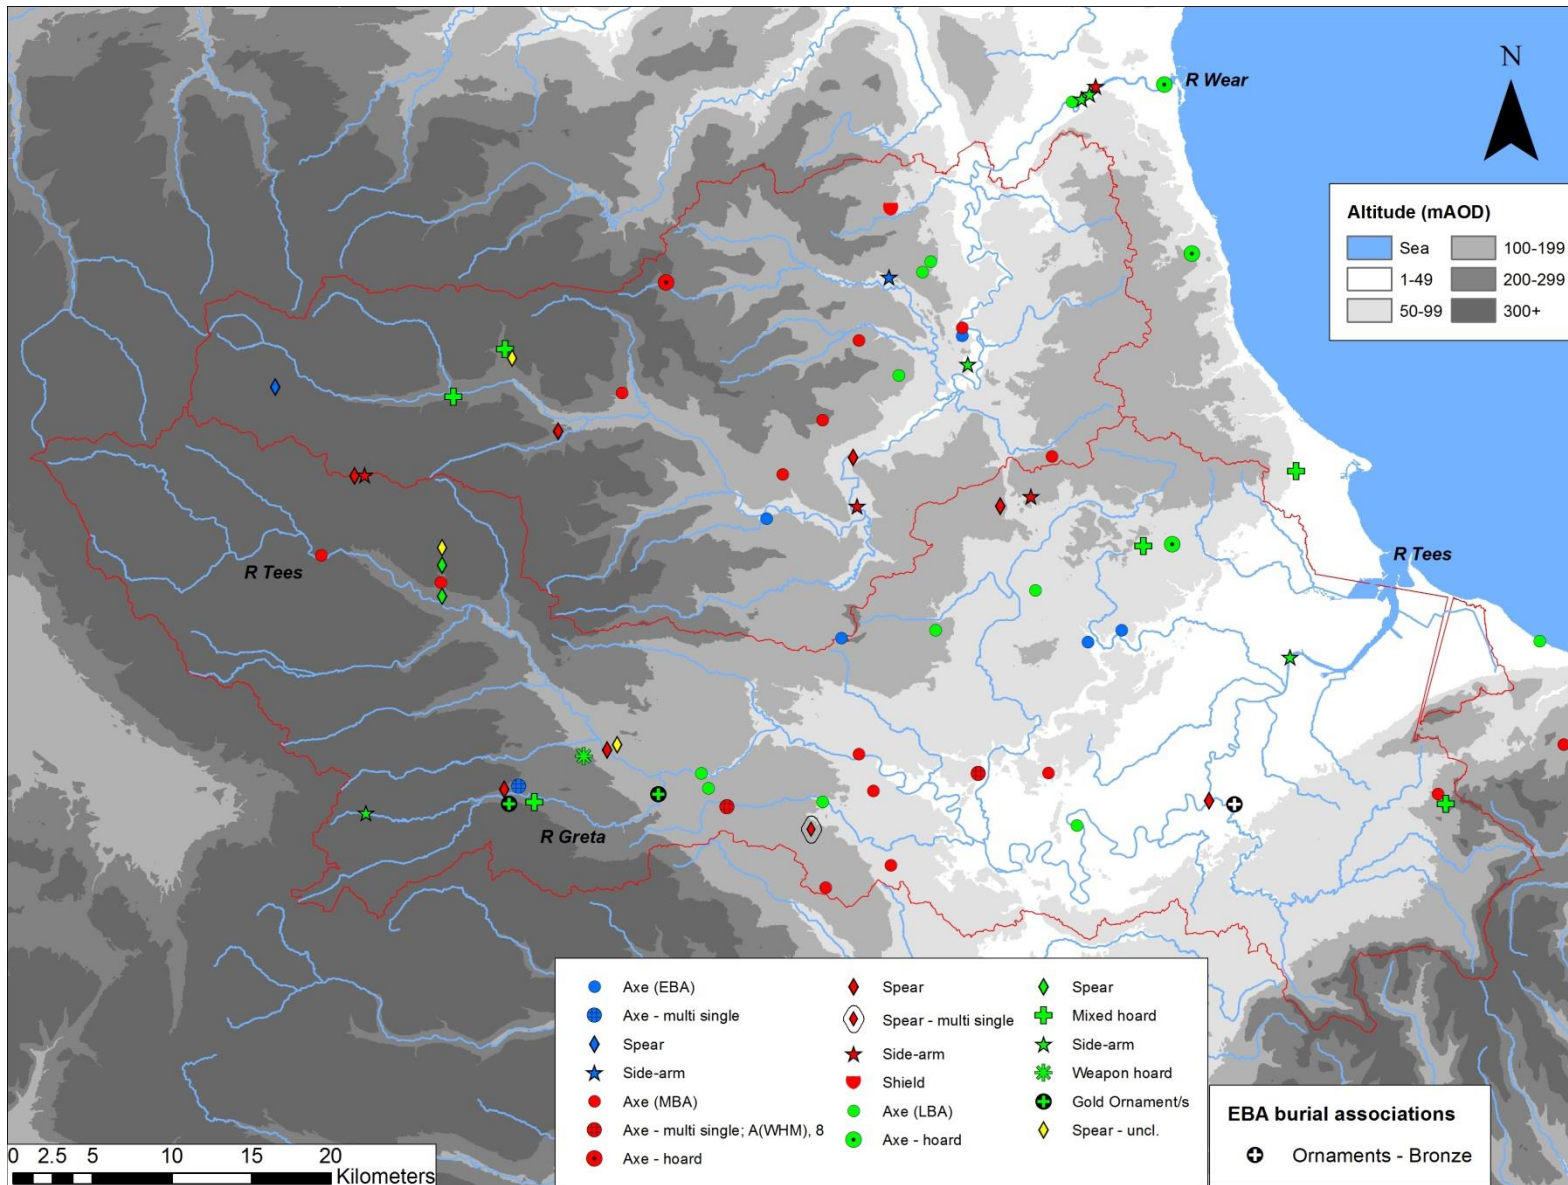 R Wear
N
Altitude (mAOD)
Sea
100-199
1-49
200-299
50-99
300+
R Tees
R Tees
R Greta
Axe (EBA)
Axe - multi single
Spear
Side-arm
Axe (MBA)
Axe - multi single; A(WHM), 8
Axe - hoard
Spear
Spear - multi single
Side-arm
Shield
Axe (LBA)
Axe - hoard
Spear
Mixed hoard
Side-arm
Weapon hoard
Gold Ornament/s
Spear - uncl.
EBA burial associations
Ornaments - Bronze
0 2.5 5 10 15 20
Kilometers